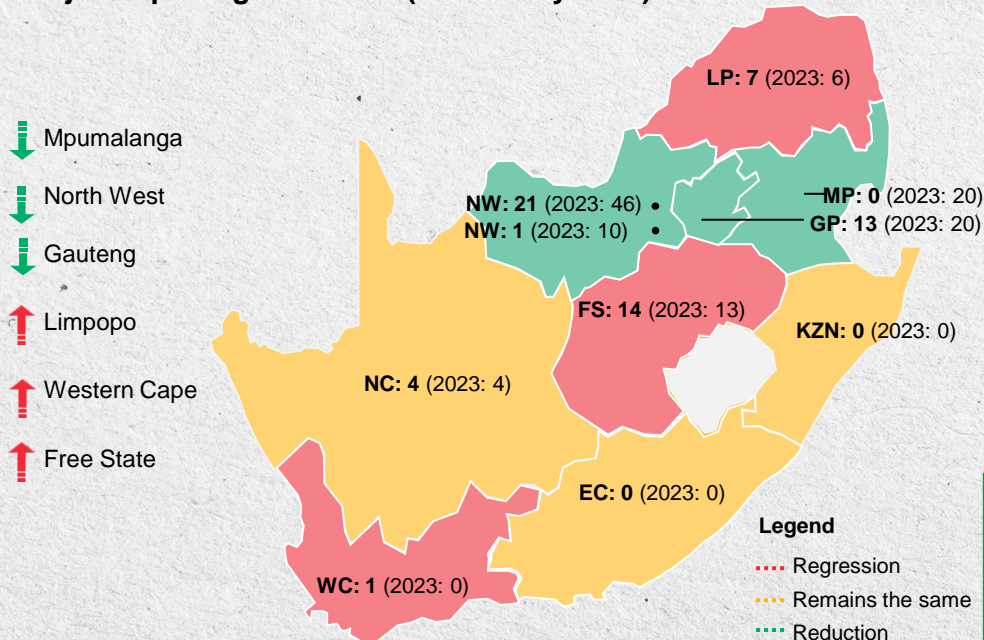 Mpumalanga
North West
Gauteng
Limpopo
Western Cape
Free State
LP: 7 (2023: 6)
NW: 21 (2023: 46)
NW: 1 (2023: 10)
MP: 0 (2023: 20)
GP: 13 (2023: 20)
FS: 14 (2023: 13)
KZN: 0 (2023: 0)
NC: 4 (2023: 4)
EC: 0 (2023: 0)
WC: 1 (2023: 0)
Legend
Regression
Remains the same
Reduction